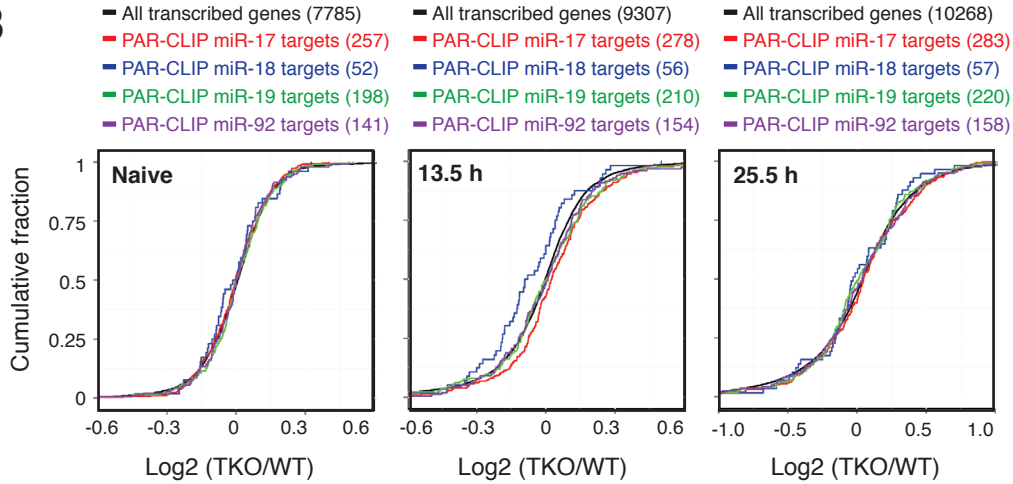 All transcribed genes (7785)
PAR-CLIP miR-17 targets (257)
PAR-CLIP miR-18 targets (52)
PAR-CLIP miR-19 targets (198)
PAR-CLIP miR-92 targets (141)
All transcribed genes (9307)
PAR-CLIP miR-17 targets (278)
PAR-CLIP miR-18 targets (56)
PAR-CLIP miR-19 targets (210)
PAR-CLIP miR-92 targets (154)
All transcribed genes (10268)
PAR-CLIP miR-17 targets (283)
PAR-CLIP miR-18 targets (57)
PAR-CLIP miR-19 targets (220)
PAR-CLIP miR-92 targets (158)
Cumulative fraction
1
0.75
0.5
0.25
0
Naive
-0.6 -0.3 0 0.3 0.6
Log2 (TKO/WT)
13.5 h
-0.6 -0.3 0 0.3 0.6
Log2 (TKO/WT)
25.5 h
-1.0 -0.5 0 0.5 1.0
Log2 (TKO/WT)